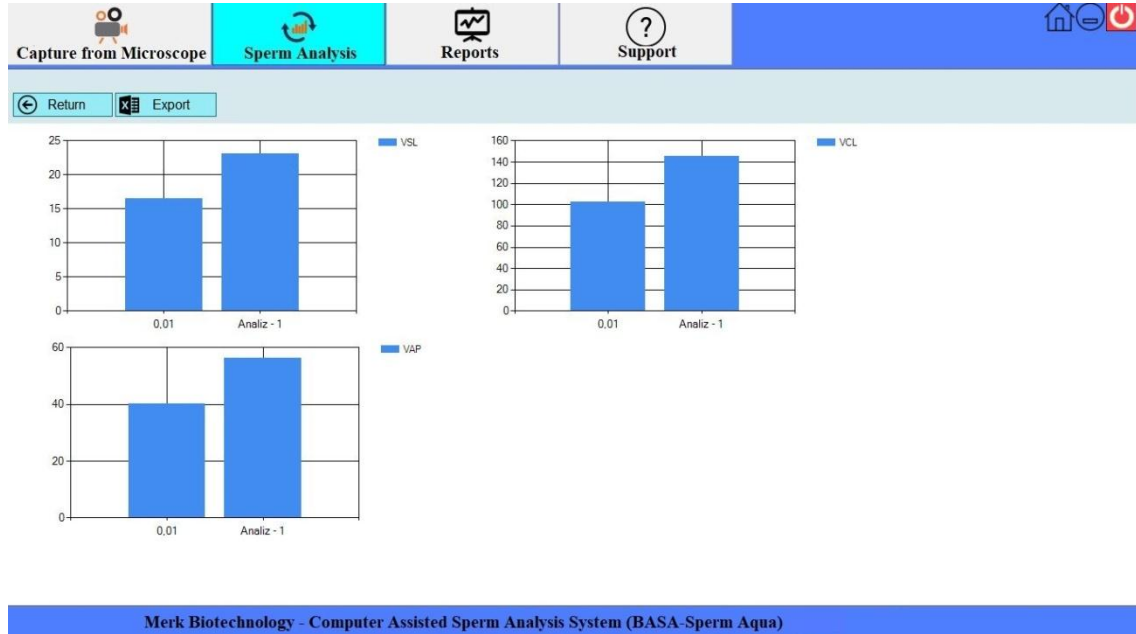 Capture from Microscope
Sperm Analysis
Reports
?
Support
Return
Export
25
20
15
10
5
0
0,01
Analiz - 1
VSL
160
140
120
100
80
60
40
20
0
0,01
Analiz - 1
VCL
60
40
20
0
0,01
Analiz - 1
VAP
Merk Biotechnology - Computer Assisted Sperm Analysis System (BASA-Sperm Aqua)